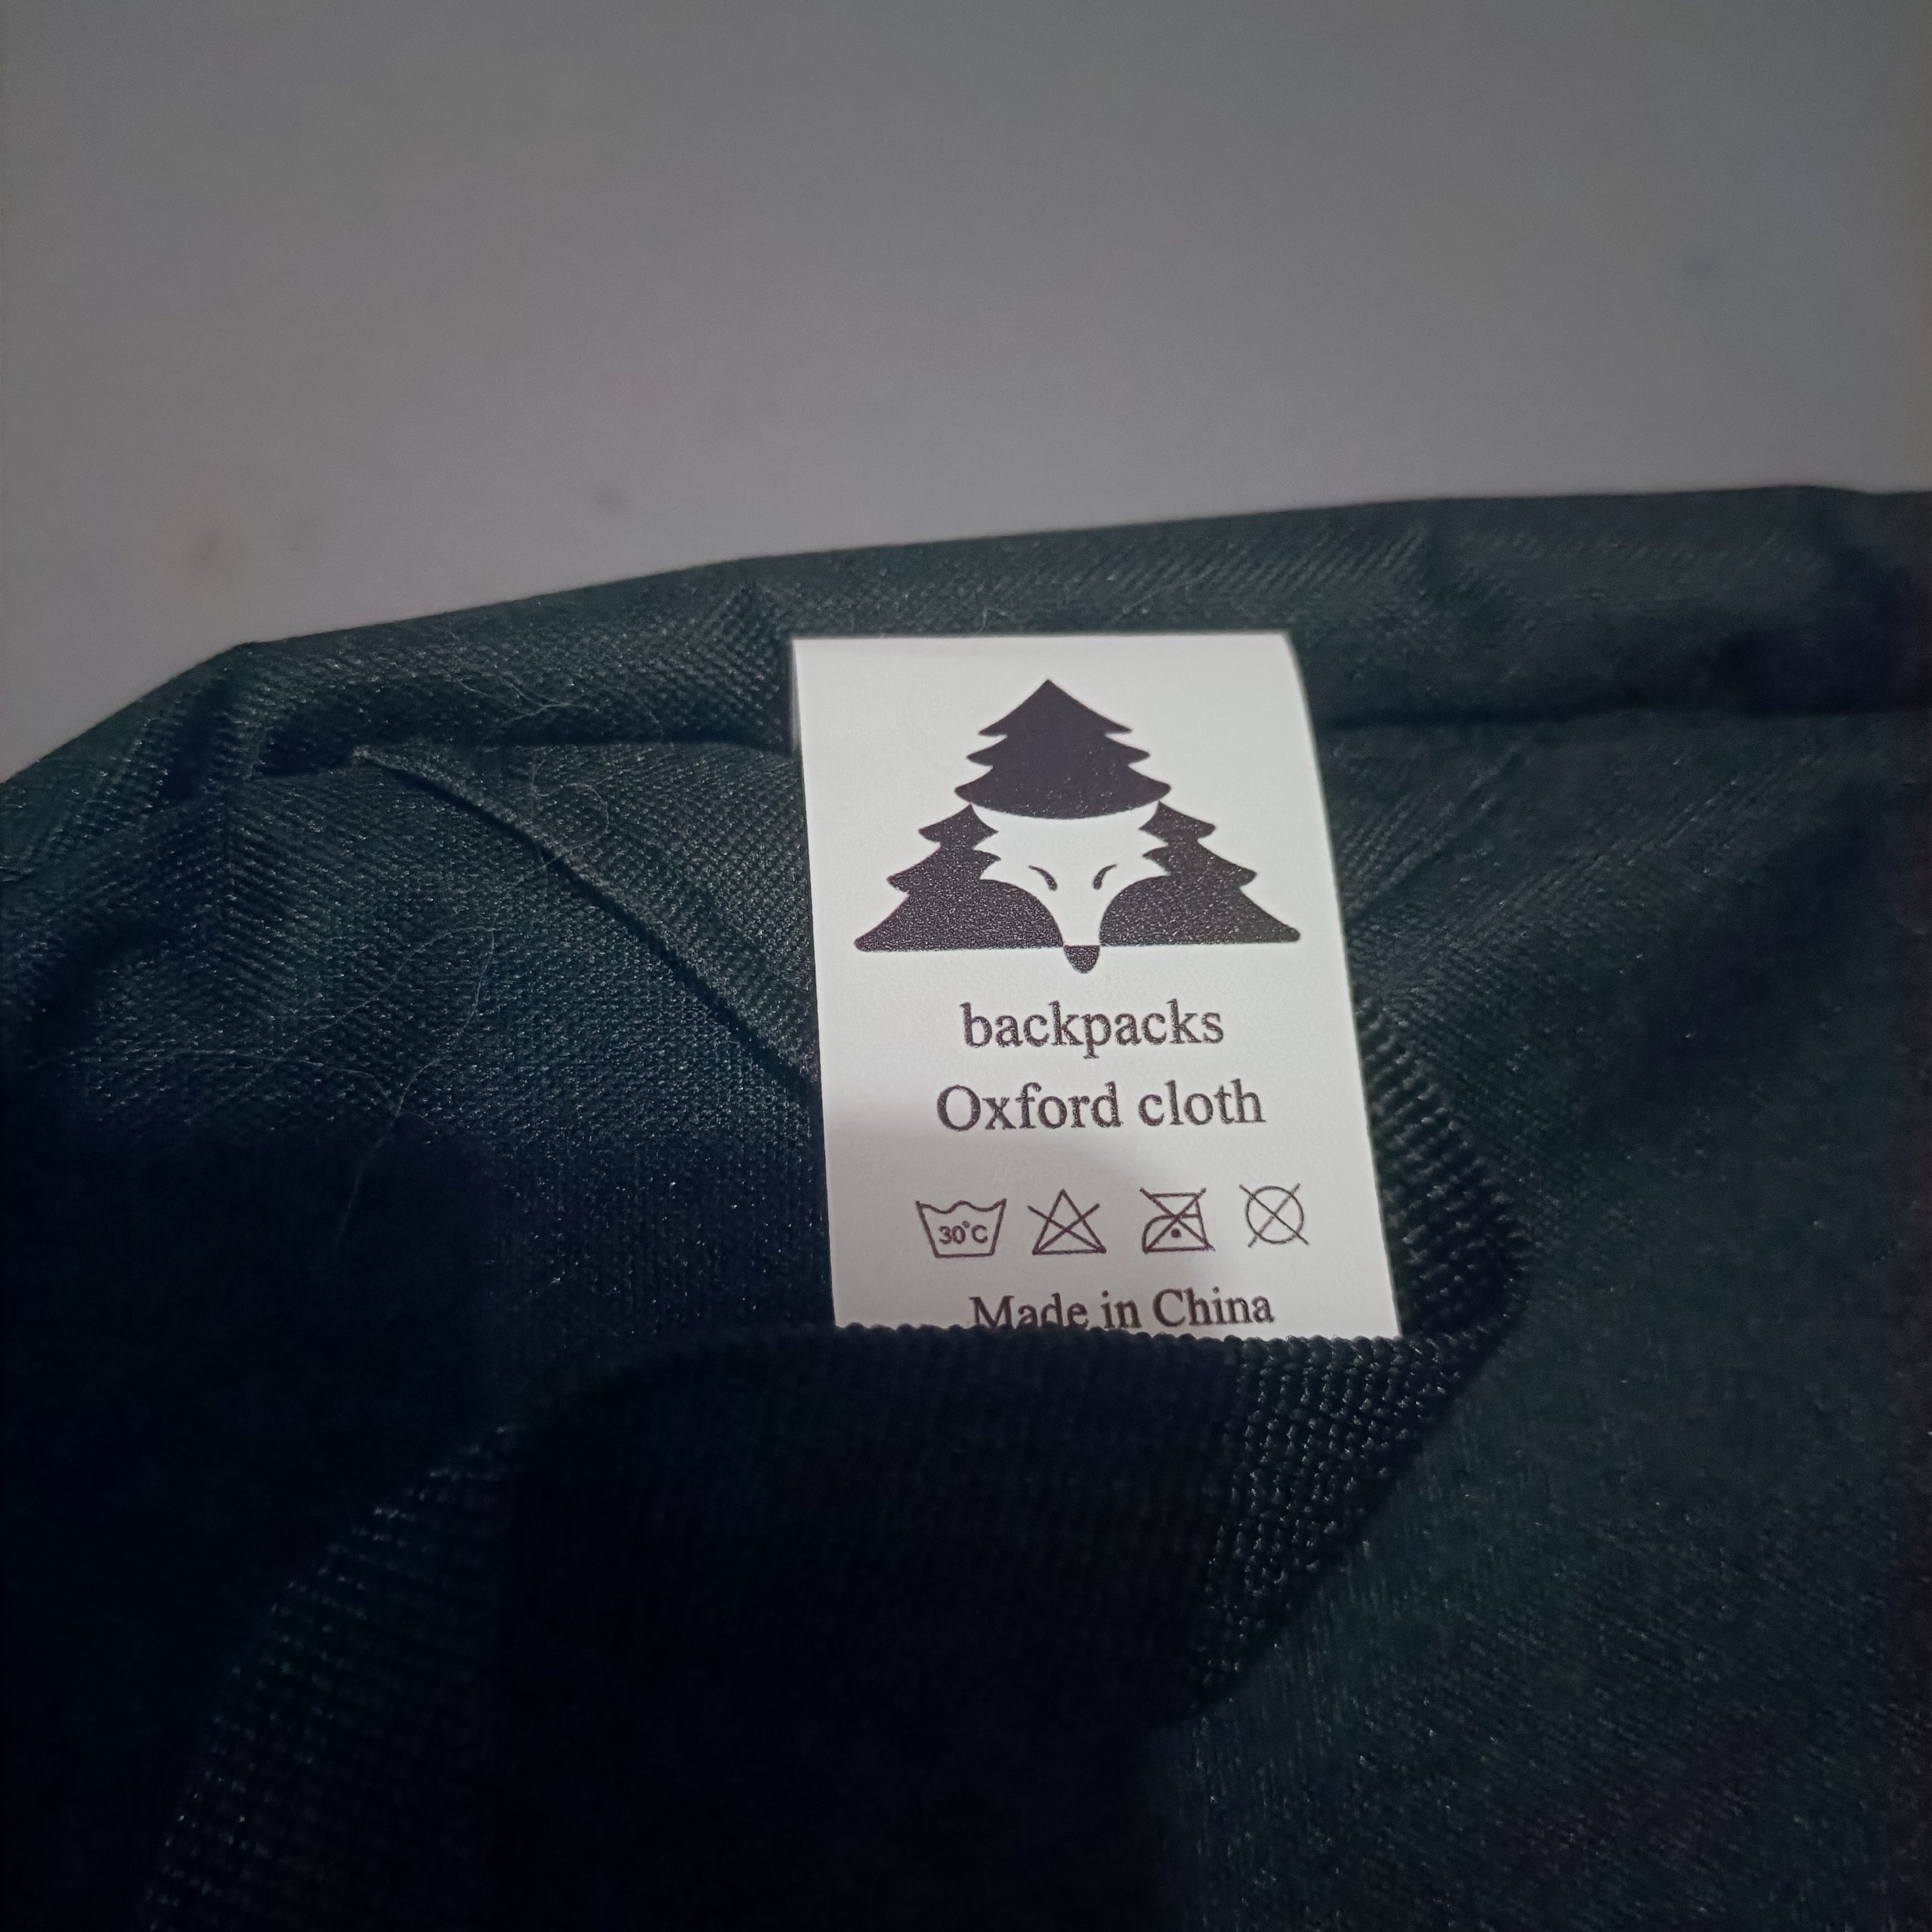 backpacks
Oxford cloth
30°C
Made in China